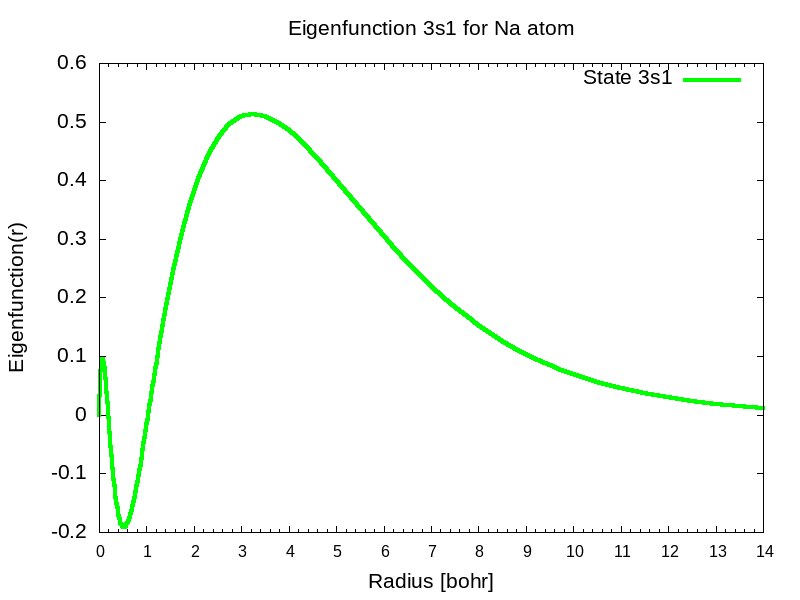 Eigenfunction 3s1 for Na atom
State 3s1
0.6
0.5
0.4
0.3
0.2
0.1
0
-0.1
-0.2
Eigenfunction(r)
0 1 2 3 4 5 6 7 8 9 10 11 12 13 14
Radius [bohr]